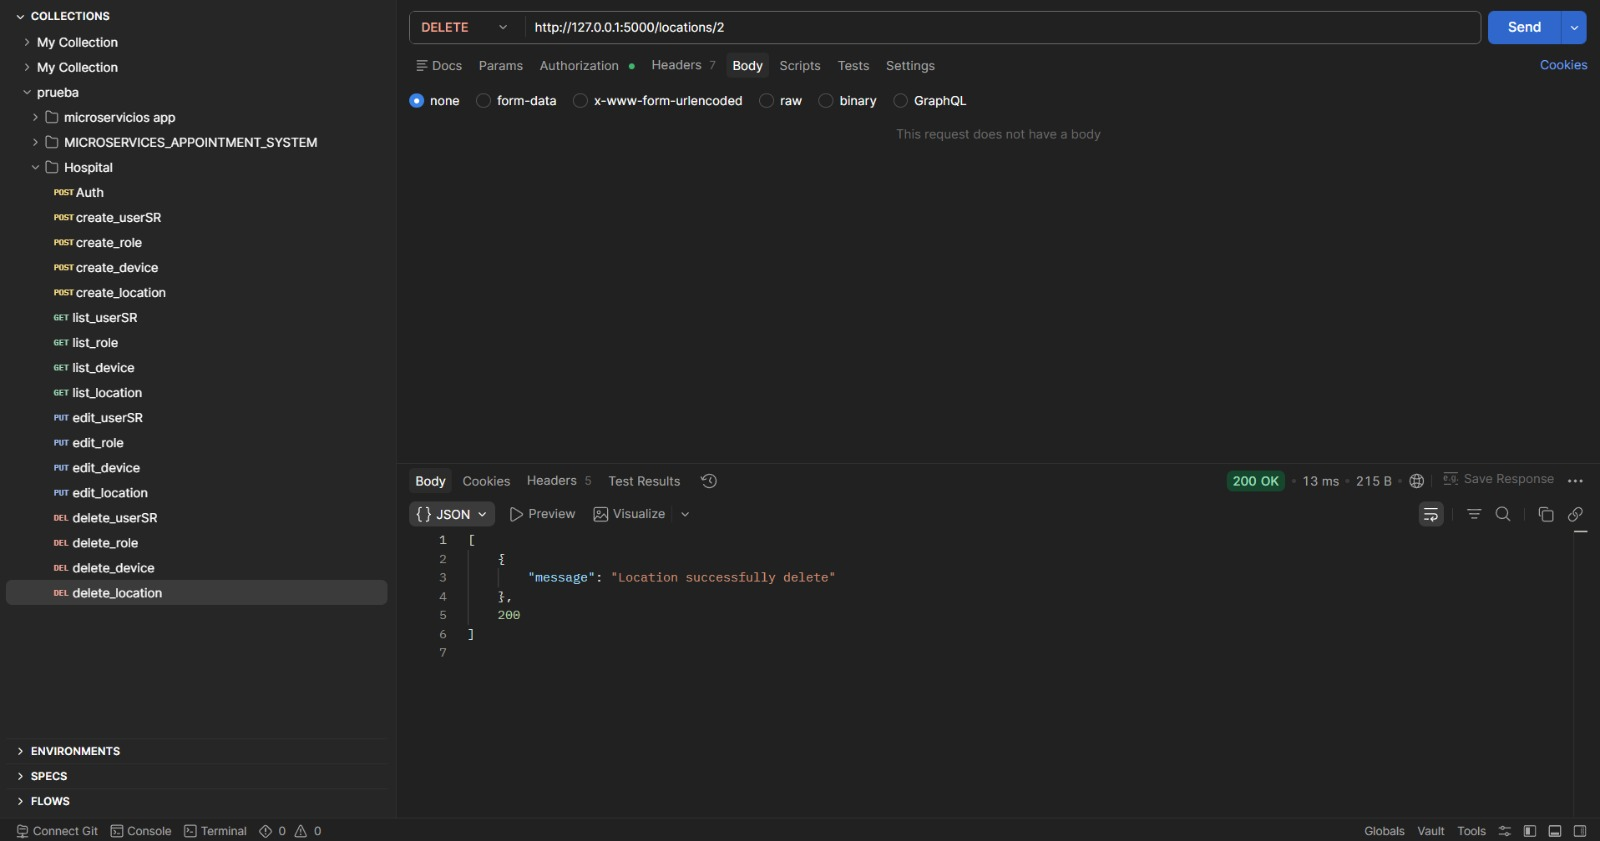 COLLECTIONS
My Collection
My Collection
prueba
microservicios app
MICROSERVICES_APPOINTMENT_SYSTEM
Hospital
POST Auth
POST create_userSR
POST create_role
POST create_device
POST create_location
GET list_userSR
GET list_role
GET list_device
GET list_location
PUT edit_userSR
PUT edit_role
PUT edit_device
PUT edit_location
DEL delete_userSR
DEL delete_role
DEL delete_device
DEL delete_location
ENVIRONMENTS
SPECS
FLOWS
DELETE http://127.0.0.1:5000/locations/2 Send
Docs Params Authorization Headers 7 Body Scripts Tests Settings Cookies
none form-data x-www-form-urlencoded raw binary GraphQL
This request does not have a body
Body Cookies Headers 5 Test Results 200 OK • 13 ms • 215 B e.g. Save Response
{} JSON Preview Visualize
1 [
2 {
3 "message": "Location successfully delete"
4 },
5 200
6 ]
7
Connect Git Console Terminal 0 0 Globals Vault Tools